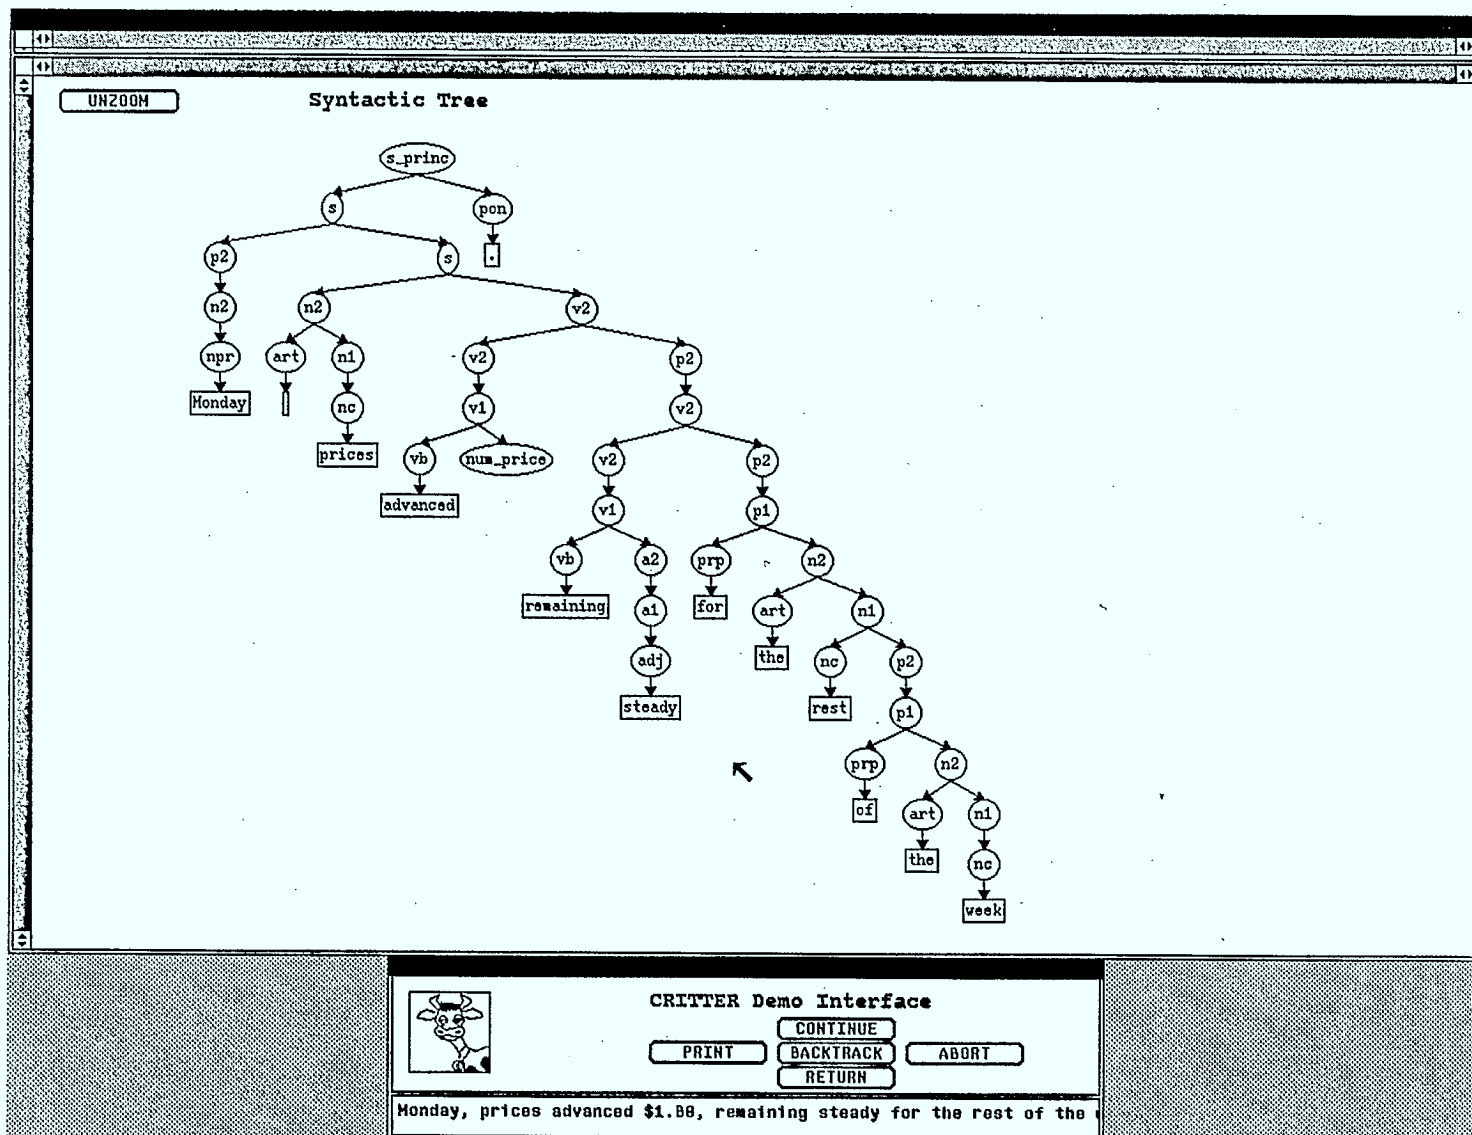 UNZOOM Syntactic Tree
s_princ
s pon
p2 s .
n2 n2 v2
npr art n1 v2 p2
Monday nc v1 v2
prices vb num_price v2 p2
advanced v1 p1
vb a2 prp n2
remaining a1 for art n1
adj the nc p2
steady rest p1
prp n2
of art n1
the nc
week
CRITTER Demo Interface
CONTINUE
PRINT BACKTRACK ABORT
RETURN
Monday, prices advanced $1.00, remaining steady for the rest of the